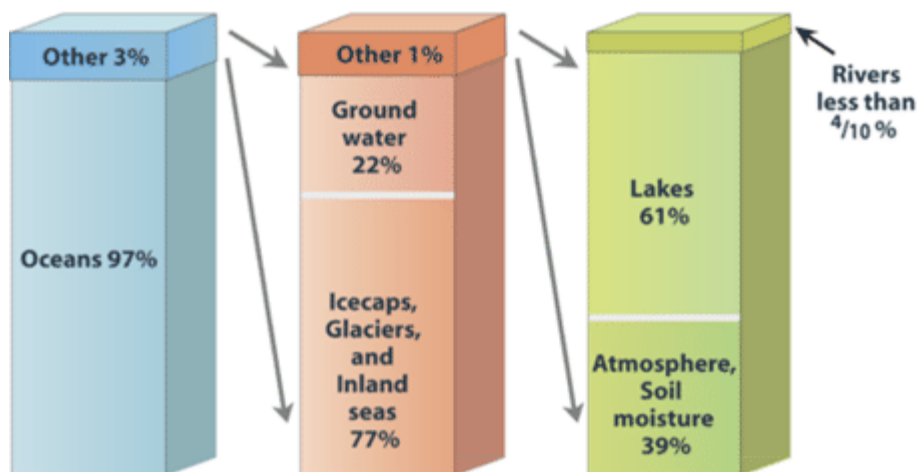 Other 3%
Oceans 97%
Other 1%
Ground
water
22%
Icecaps,
Glaciers,
and
Inland
seas
77%
Rivers
less than
4/10 %
Lakes
61%
Atmosphere,
Soil
moisture
39%